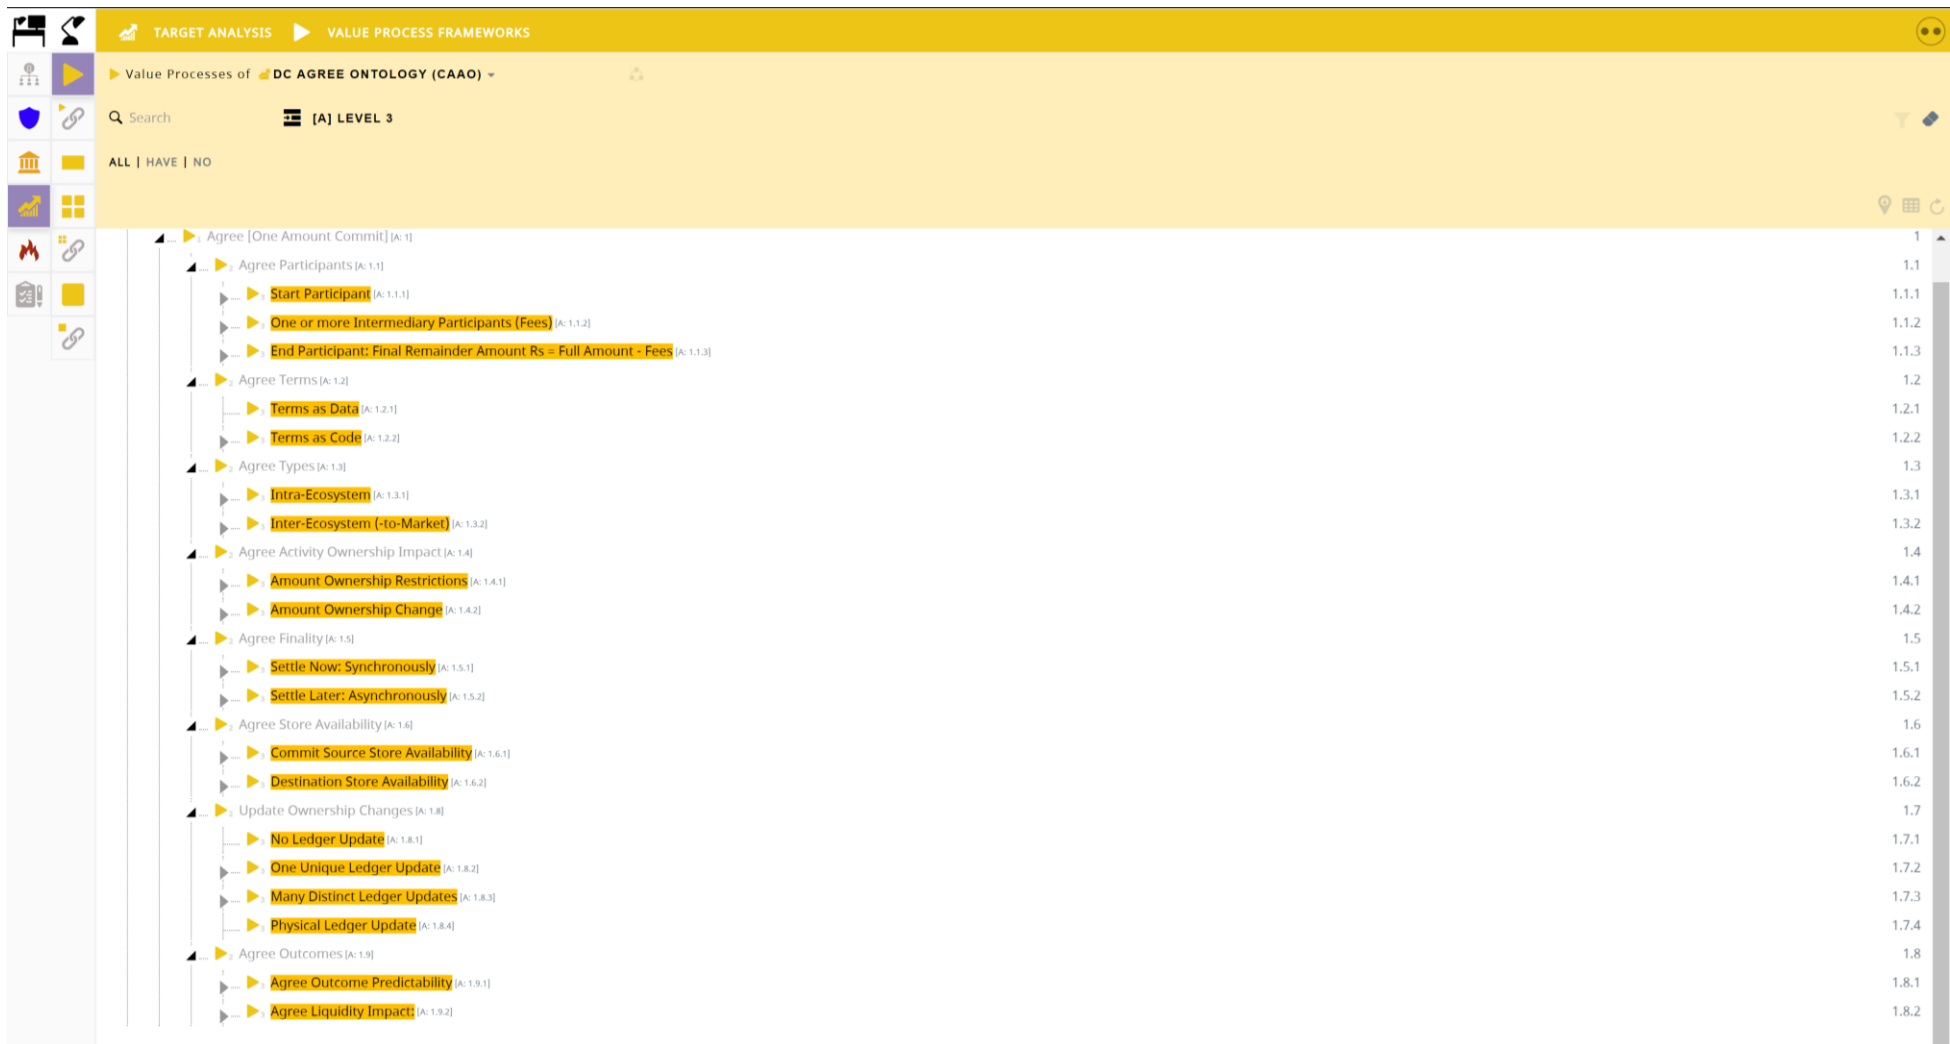 TARGET ANALYSIS VALUE PROCESS FRAMEWORKS
Value Processes of DC AGREE ONTOLOGY (CAAO)
Search [A] LEVEL 3
ALL | HAVE | NO
Agree [One Amount Commit] [A: 1] 1
Agree Participants [A: 1.1] 1.1
Start Participant [A: 1.1.1] 1.1.1
One or more Intermediary Participants (Fees) [A: 1.1.2] 1.1.2
End Participant: Final Remainder Amount Rs = Full Amount - Fees [A: 1.1.3] 1.1.3
Agree Terms [A: 1.2] 1.2
Terms as Data [A: 1.2.1] 1.2.1
Terms as Code [A: 1.2.2] 1.2.2
Agree Types [A: 1.3] 1.3
Intra-Ecosystem [A: 1.3.1] 1.3.1
Inter-Ecosystem (-to-Market) [A: 1.3.2] 1.3.2
Agree Activity Ownership Impact [A: 1.4] 1.4
Amount Ownership Restrictions [A: 1.4.1] 1.4.1
Amount Ownership Change [A: 1.4.2] 1.4.2
Agree Finality [A: 1.5] 1.5
Settle Now: Synchronously [A: 1.5.1] 1.5.1
Settle Later: Asynchronously [A: 1.5.2] 1.5.2
Agree Store Availability [A: 1.6] 1.6
Commit Source Store Availability [A: 1.6.1] 1.6.1
Destination Store Availability [A: 1.6.2] 1.6.2
Update Ownership Changes [A: 1.8] 1.7
No Ledger Update [A: 1.8.1] 1.7.1
One Unique Ledger Update [A: 1.8.2] 1.7.2
Many Distinct Ledger Updates [A: 1.8.3] 1.7.3
Physical Ledger Update [A: 1.8.4] 1.7.4
Agree Outcomes [A: 1.9] 1.8
Agree Outcome Predictability [A: 1.9.1] 1.8.1
Agree Liquidity Impact: [A: 1.9.2] 1.8.2